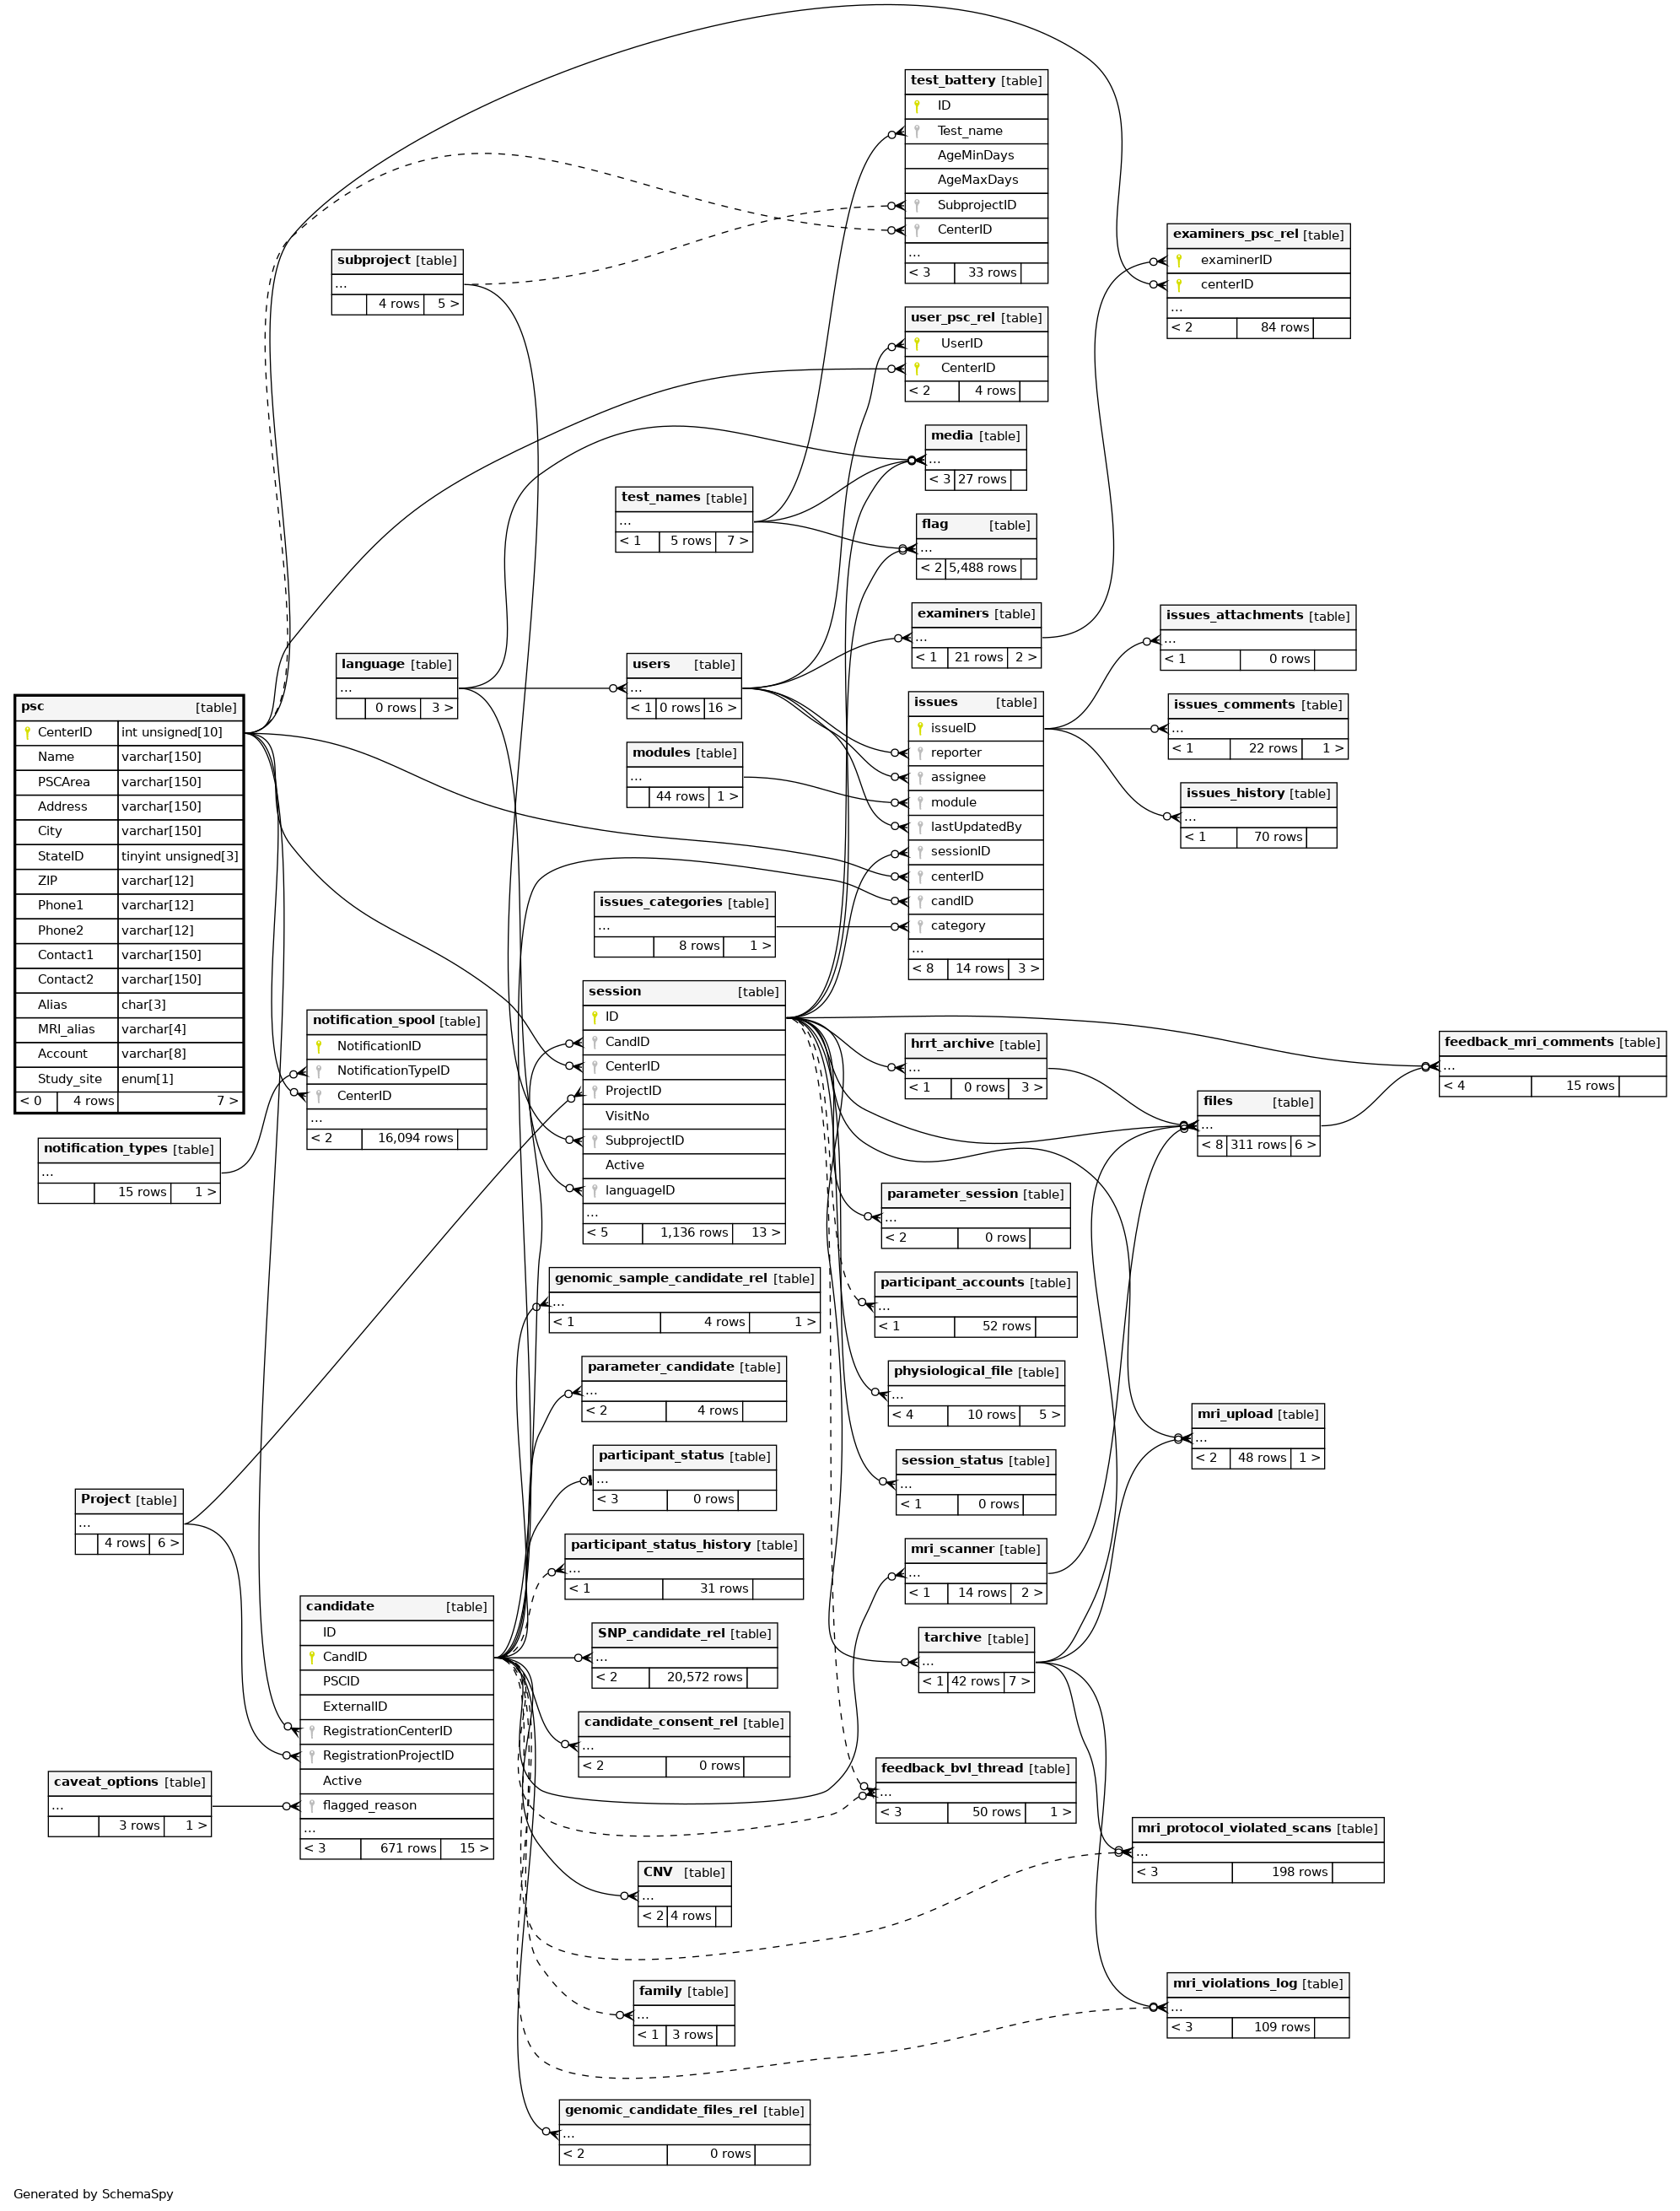 test_battery [table]
ID
Test_name
AgeMinDays
AgeMaxDays
SubprojectID
CenterID
...
< 3 33 rows
examiners_psc_rel [table]
examinerID
centerID
...
< 2 84 rows
subproject [table]
...
4 rows 5 >
user_psc_rel [table]
UserID
CenterID
< 2 4 rows
media [table]
...
< 3 27 rows
test_names [table]
...
< 1 5 rows 7 >
flag [table]
...
< 2 5,488 rows
examiners [table]
...
< 1 21 rows 2 >
issues_attachments [table]
...
< 1 0 rows
language [table]
...
0 rows 3 >
users [table]
...
< 1 0 rows 16 >
psc [table]
CenterID int unsigned[10]
Name varchar[150]
PSCArea varchar[150]
Address varchar[150]
City varchar[150]
StateID tinyint unsigned[3]
ZIP varchar[12]
Phone1 varchar[12]
Phone2 varchar[12]
Contact1 varchar[150]
Contact2 varchar[150]
Alias char[3]
MRI_alias varchar[4]
Account varchar[8]
Study_site enum[1]
< 0 4 rows 7 >
issues [table]
issueID
reporter
assignee
module
lastUpdatedBy
sessionID
centerID
candID
category
...
< 8 14 rows 3 >
issues_comments [table]
...
< 1 22 rows 1 >
modules [table]
...
44 rows 1 >
issues_history [table]
...
< 1 70 rows
issues_categories [table]
...
8 rows 1 >
session [table]
ID
CandID
CenterID
ProjectID
VisitNo
SubprojectID
Active
languageID
...
< 5 1,136 rows 13 >
notification_spool [table]
NotificationID
NotificationTypeID
CenterID
...
< 2 16,094 rows
hrrt_archive [table]
...
< 1 0 rows 3 >
feedback_mri_comments [table]
...
< 4 15 rows
files [table]
...
< 8 311 rows 6 >
notification_types [table]
...
15 rows 1 >
parameter_session [table]
...
< 2 0 rows
genomic_sample_candidate_rel [table]
...
< 1 4 rows 1 >
participant_accounts [table]
...
< 1 52 rows
parameter_candidate [table]
...
< 2 4 rows
physiological_file [table]
...
< 4 10 rows 5 >
mri_upload [table]
...
< 2 48 rows 1 >
participant_status [table]
...
< 3 0 rows
session_status [table]
...
< 1 0 rows
Project [table]
...
4 rows 6 >
participant_status_history [table]
...
< 1 31 rows
mri_scanner [table]
...
< 1 14 rows 2 >
candidate [table]
ID
CandID
PSCID
ExternalID
RegistrationCenterID
RegistrationProjectID
Active
flagged_reason
...
< 3 671 rows 15 >
SNP_candidate_rel [table]
...
< 2 20,572 rows
tarchive [table]
...
< 1 42 rows 7 >
candidate_consent_rel [table]
...
< 2 0 rows
feedback_bvl_thread [table]
...
< 3 50 rows 1 >
caveat_options [table]
...
3 rows 1 >
mri_protocol_violated_scans [table]
...
< 3 198 rows
CNV [table]
...
< 2 4 rows
mri_violations_log [table]
...
< 3 109 rows
family [table]
...
< 1 3 rows
genomic_candidate_files_rel [table]
...
< 2 0 rows
Generated by SchemaSpy